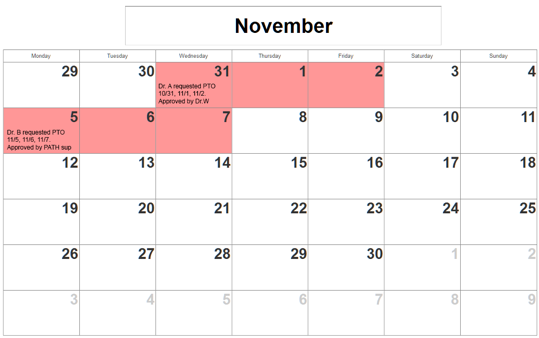 November
Monday Tuesday Wednesday Thursday Friday Saturday Sunday
29 30 31 1 2 3 4
Dr. A requested PTO
10/31, 11/1, 11/2.
Approved by Dr.W
5 6 7 8 9 10 11
Dr. B requested PTO
11/5, 11/6, 11/7.
Approved by PATH sup
12 13 14 15 16 17 18
19 20 21 22 23 24 25
26 27 28 29 30 1 2
3 4 5 6 7 8 9